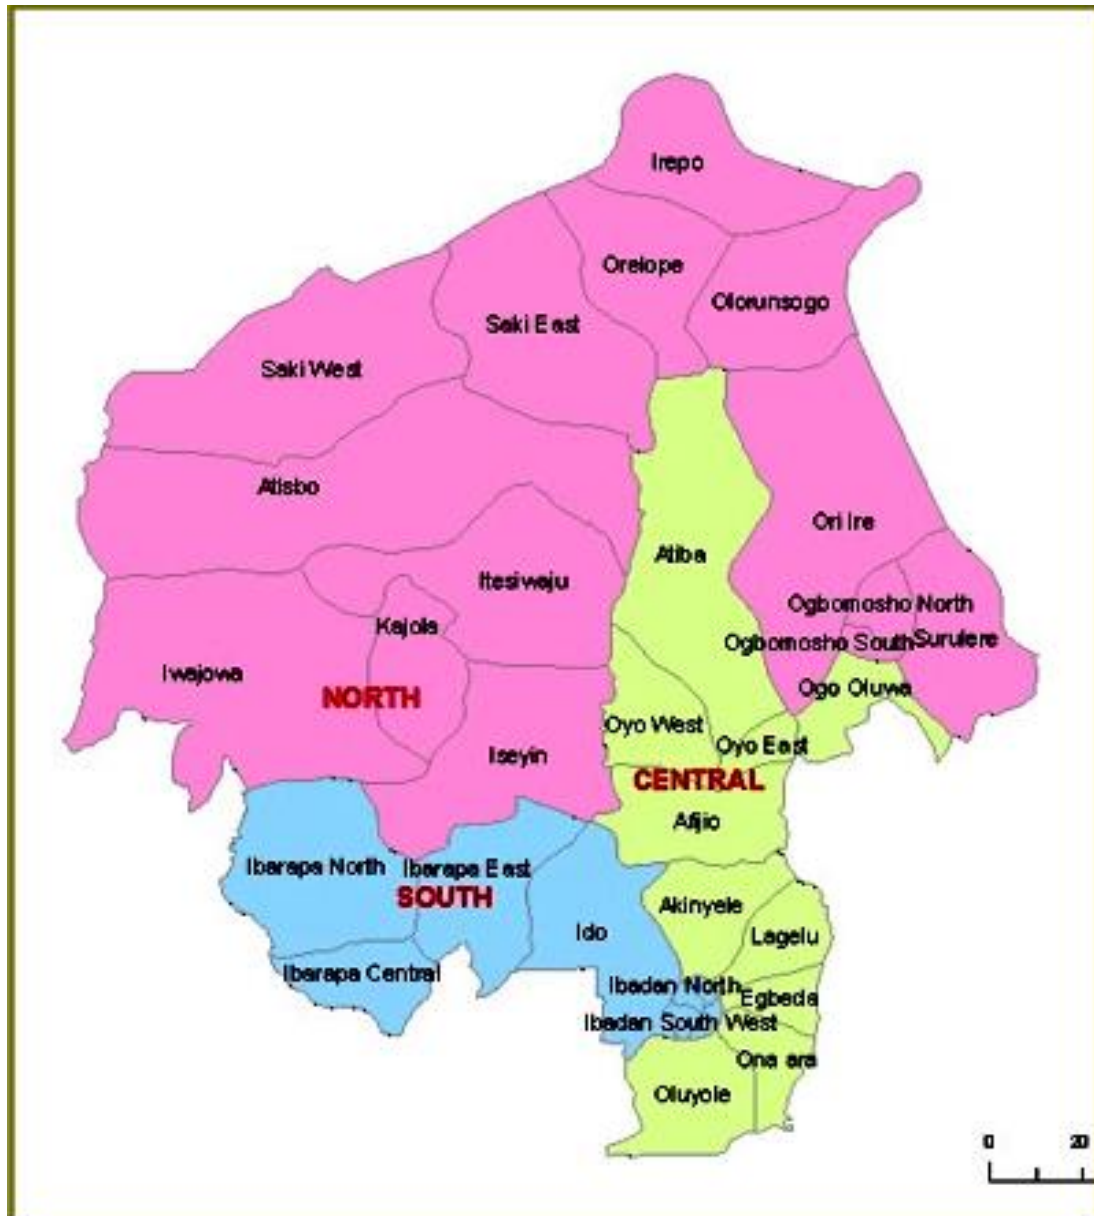 Irepo
Orelope
Olorunsogo
Saki East
Saki West
Atisbo
Ori Ire
Atiba
Itesiwaju
Ogbomosho North
Kajola
Ogbomosho South
Surulere
Iwajowa
Ogo Oluwa
NORTH
Oyo West
Oyo East
Iseyin
CENTRAL
Afijio
Ibarapa North
Ibarapa East
SOUTH
Akinyele
Ido
Lagelu
Ibarapa Central
Ibadan North
Egbeda
Ibadan South West
Ona ara
Oluyole
0 20